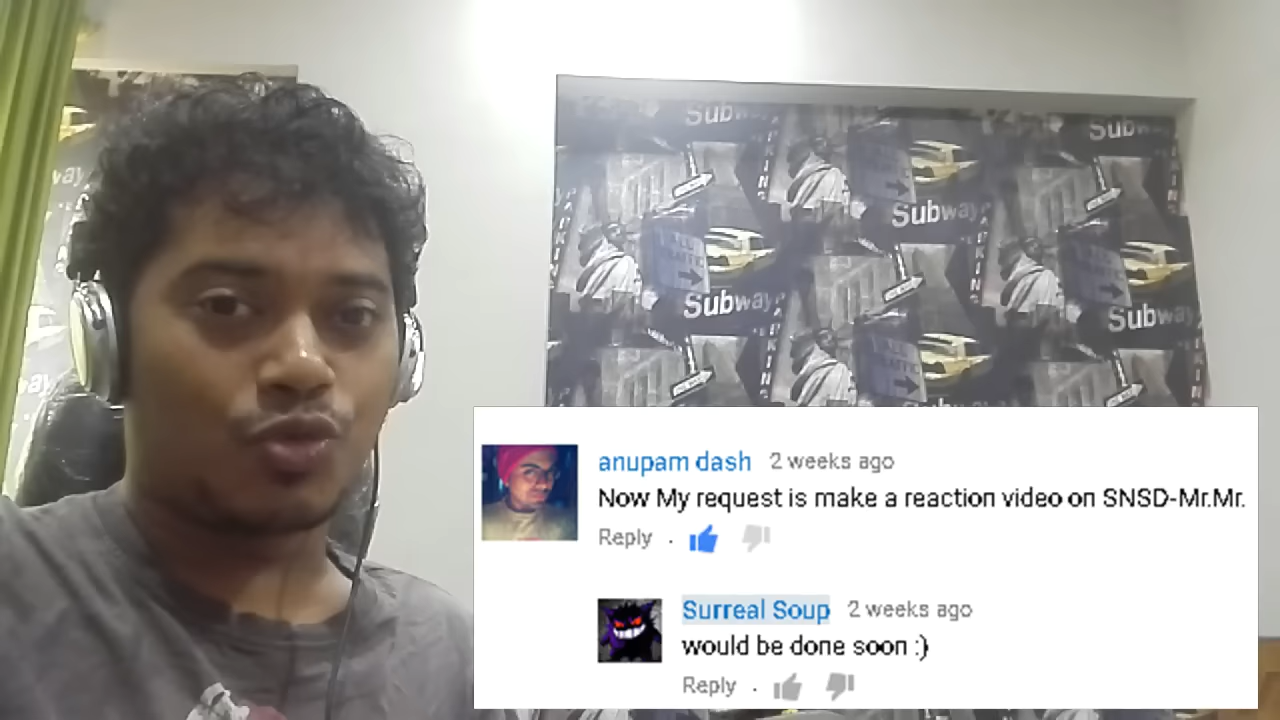 Subway
Subway
Subway
Subway
Subway
anupam dash 2 weeks ago
Now My request is make a reaction video on SNSD-Mr.Mr.
Reply .
Surreal Soup 2 weeks ago
would be done soon :)
Reply .